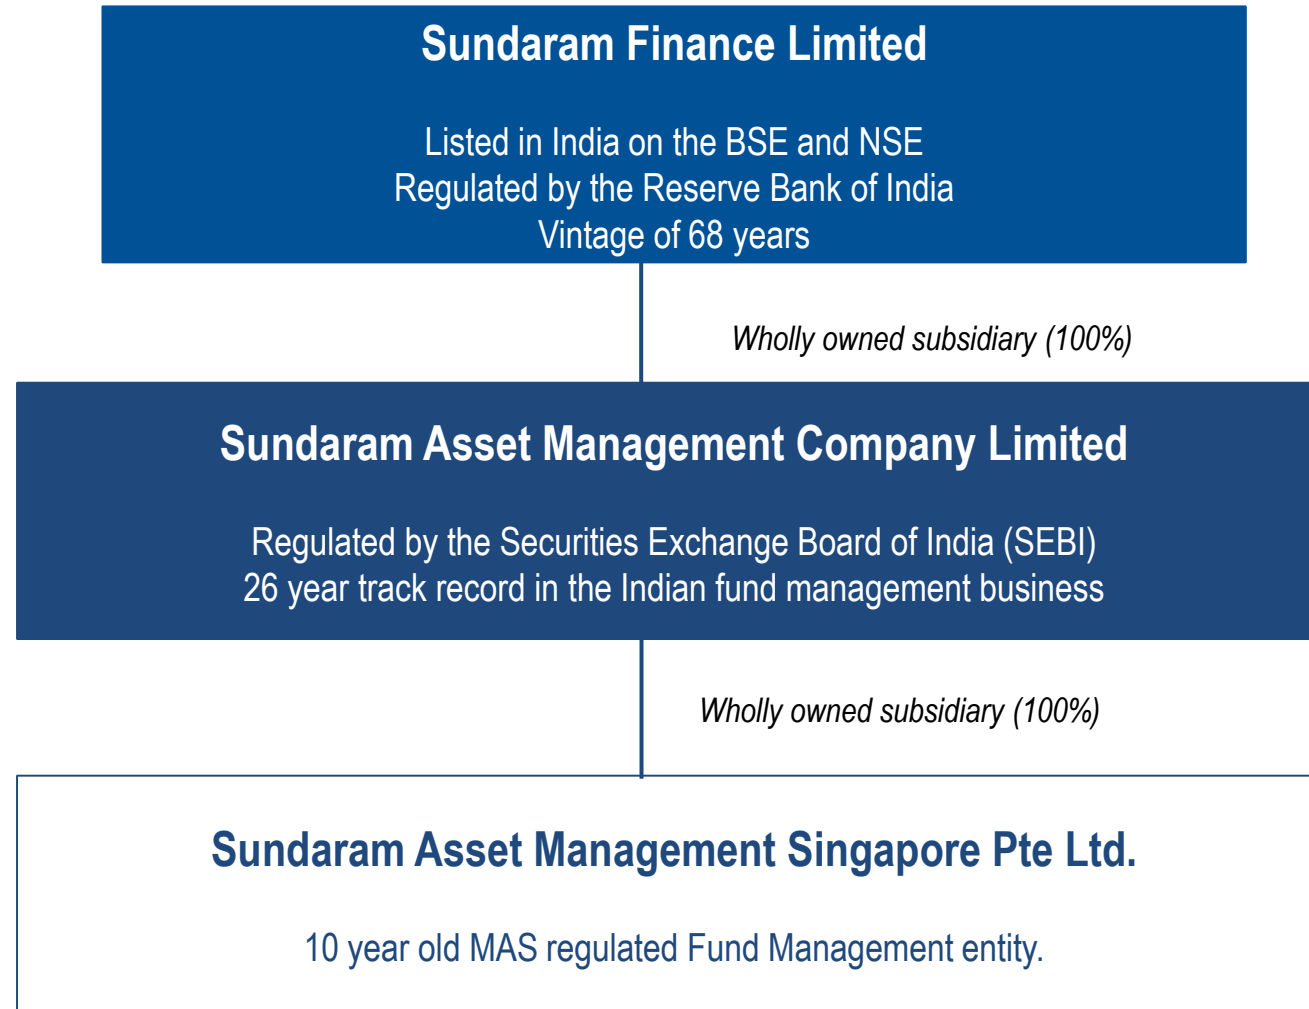 Sundaram Finance Limited
Listed in India on the BSE and NSE
Regulated by the Reserve Bank of India
Vintage of 68 years
Wholly owned subsidiary (100%)
Sundaram Asset Management Company Limited
Regulated by the Securities Exchange Board of India (SEBI)
26 year track record in the Indian fund management business
Wholly owned subsidiary (100%)
Sundaram Asset Management Singapore Pte Ltd.
10 year old MAS regulated Fund Management entity.